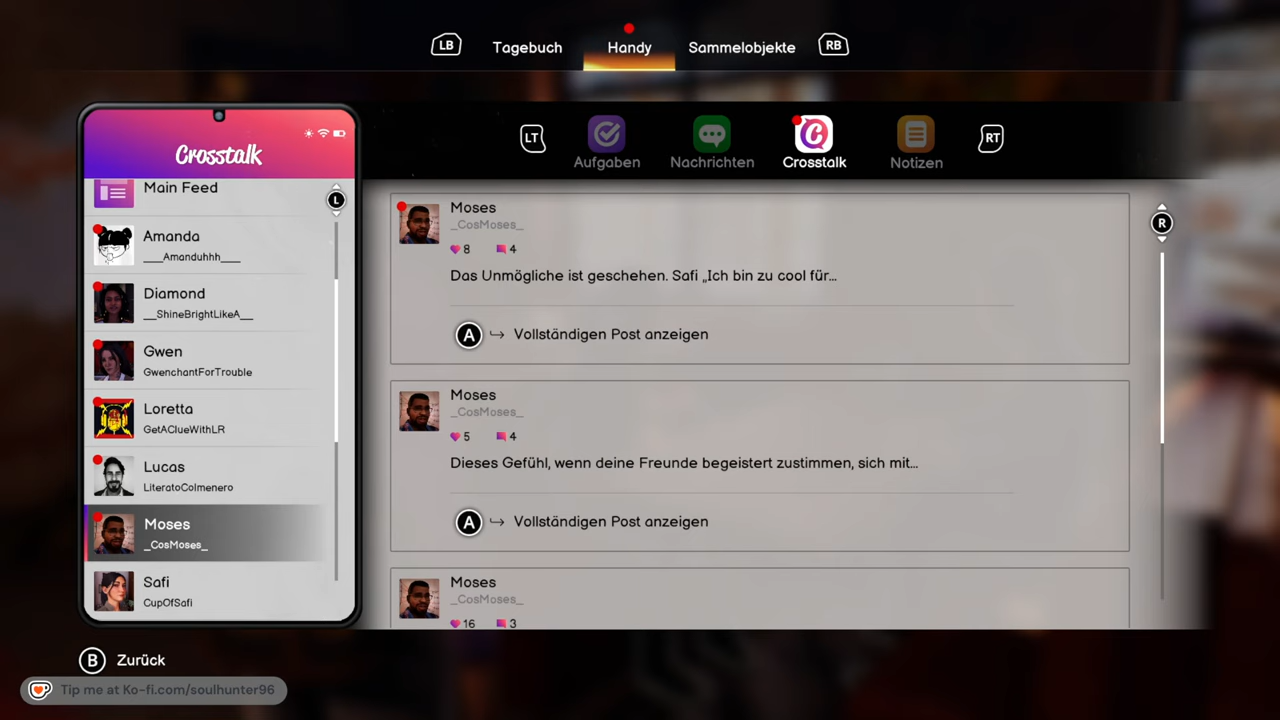 LB Tagebuch Handy Sammelobjekte RB
Crosstalk
Main Feed
L
Amanda
____Amanduhhh____
Diamond
__ShineBrightLikeA__
Gwen
GwenchantForTrouble
Loretta
GetAClueWithLR
Lucas
LiteratoColmenero
Moses
_CosMoses_
Safi
CupOfSafi
LT Aufgaben Nachrichten Crosstalk Notizen RT
R
Moses
_CosMoses_
8 4
Das Unmögliche ist geschehen. Safi „Ich bin zu cool für...
A Vollständigen Post anzeigen
Moses
_CosMoses_
5 4
Dieses Gefühl, wenn deine Freunde begeistert zustimmen, sich mit...
A Vollständigen Post anzeigen
Moses
_CosMoses_
16 3
B Zurück
Tip me at Ko-fi.com/soulhunter96